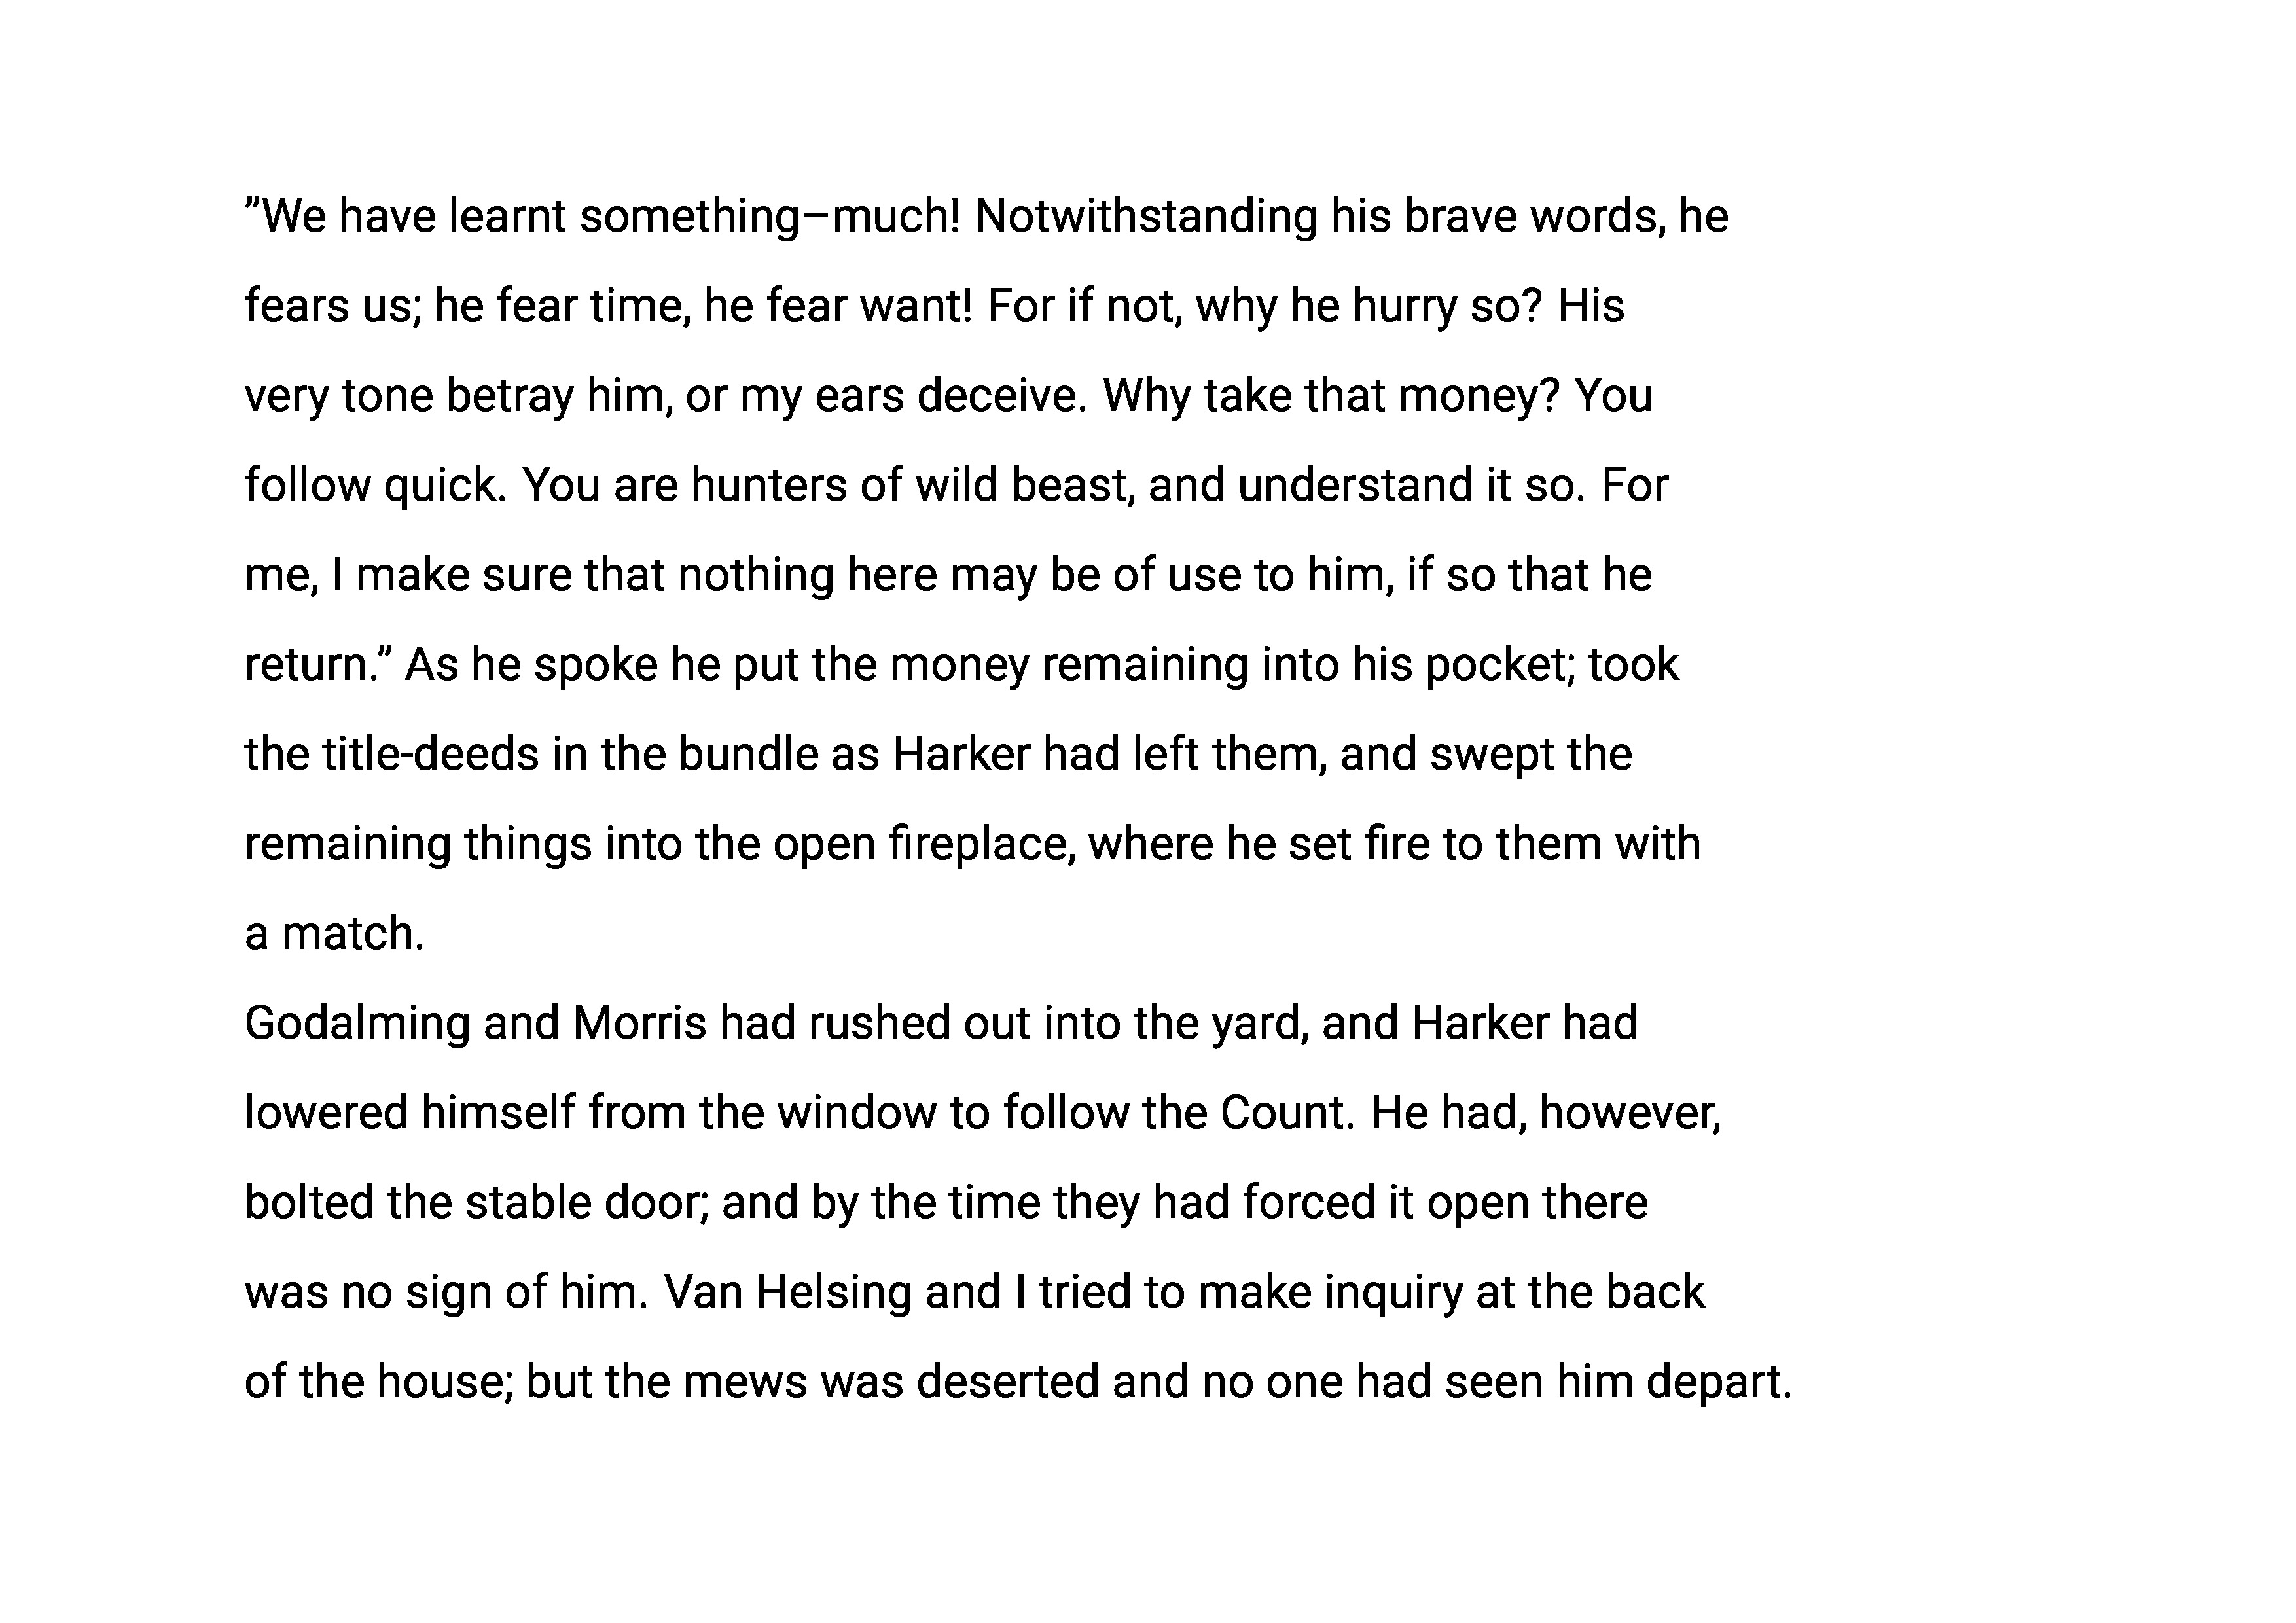 ”We have learnt something–much! Notwithstanding his brave words, he
fears us; he fear time, he fear want! For if not, why he hurry so? His
very tone betray him, or my ears deceive. Why take that money? You
follow quick. You are hunters of wild beast, and understand it so. For
me, I make sure that nothing here may be of use to him, if so that he
return.” As he spoke he put the money remaining into his pocket; took
the title-deeds in the bundle as Harker had left them, and swept the
remaining things into the open fireplace, where he set fire to them with
a match.
Godalming and Morris had rushed out into the yard, and Harker had
lowered himself from the window to follow the Count. He had, however,
bolted the stable door; and by the time they had forced it open there
was no sign of him. Van Helsing and I tried to make inquiry at the back
of the house; but the mews was deserted and no one had seen him depart.